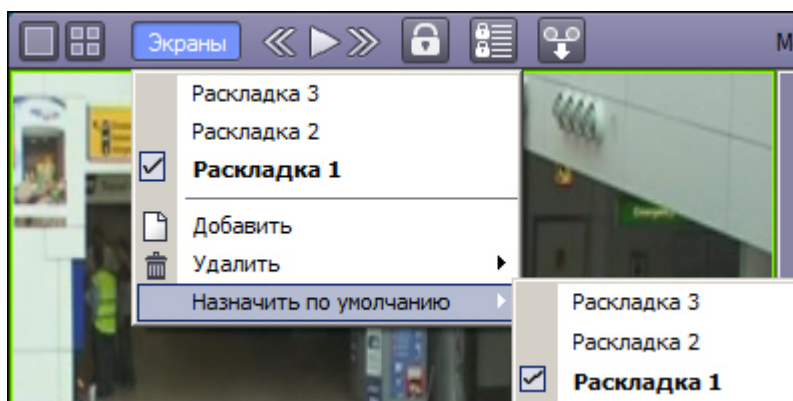 Экраны
М
Раскладка 3
Раскладка 2
Раскладка 1
Добавить
Удалить
Назначить по умолчанию
Раскладка 3
Раскладка 2
Раскладка 1